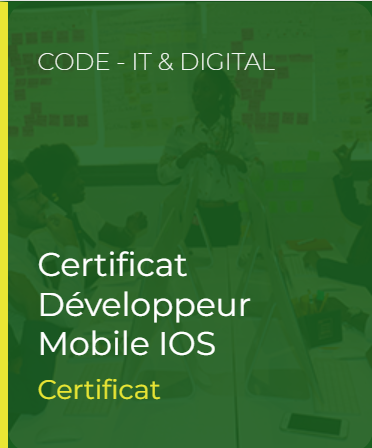 CODE - IT & DIGITAL
Certificat
Développeur
Mobile IOS
Certificat